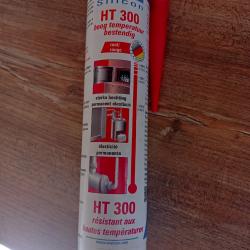 silicon
HT 300
hoog temperatuur
bestendig
rood
rouge
sterke hechting
permanent elastisch
élasticité
permanente
HT 300
résistant aux
hautes températures